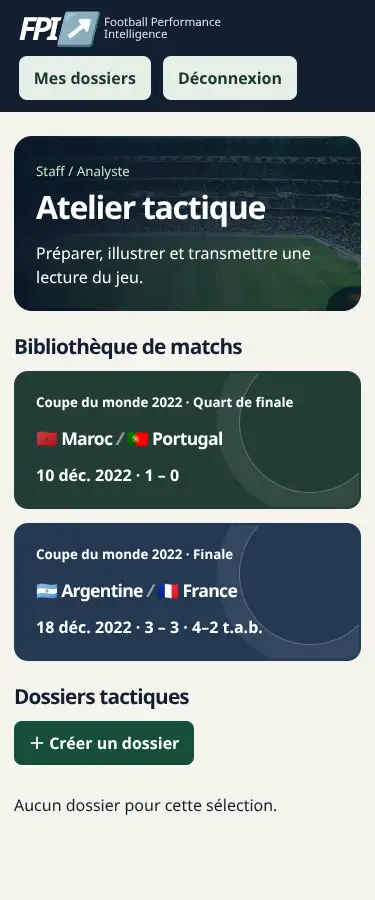 FPI
Football Performance
Intelligence
Mes dossiers
Déconnexion
Staff / Analyste
Atelier tactique
Préparer, illustrer et transmettre une
lecture du jeu.
Bibliothèque de matchs
Coupe du monde 2022 · Quart de finale
Maroc / Portugal
10 déc. 2022 · 1 – 0
Coupe du monde 2022 · Finale
Argentine / France
18 déc. 2022 · 3 – 3 · 4–2 t.a.b.
Dossiers tactiques
+ Créer un dossier
Aucun dossier pour cette sélection.